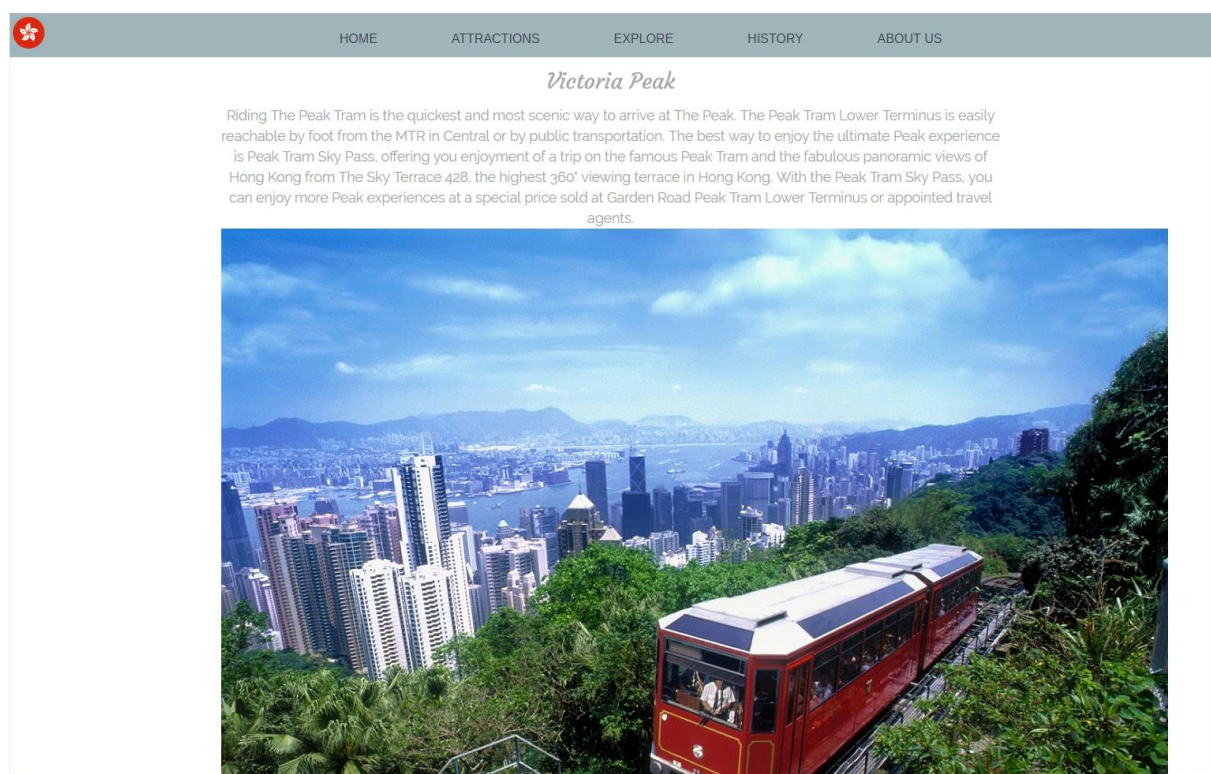 HOME ATTRACTIONS EXPLORE HISTORY ABOUT US
Victoria Peak
Riding The Peak Tram is the quickest and most scenic way to arrive at The Peak. The Peak Tram Lower Terminus is easily
reachable by foot from the MTR in Central or by public transportation. The best way to enjoy the ultimate Peak experience
is Peak Tram Sky Pass, offering you enjoyment of a trip on the famous Peak Tram and the fabulous panoramic views of
Hong Kong from The Sky Terrace 428, the highest 360° viewing terrace in Hong Kong. With the Peak Tram Sky Pass, you
can enjoy more Peak experiences at a special price sold at Garden Road Peak Tram Lower Terminus or appointed travel
agents.